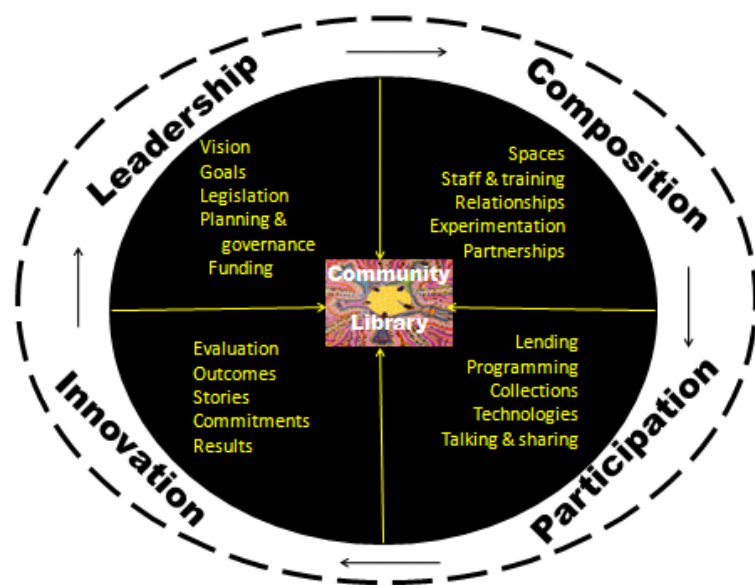 Leadership
Composition
Vision
Goals
Legislation
Planning &
governance
Funding
Spaces
Staff & training
Relationships
Experimentation
Partnerships
Community
Library
Evaluation
Outcomes
Stories
Commitments
Results
Lending
Programming
Collections
Technologies
Talking & sharing
Innovation
Participation